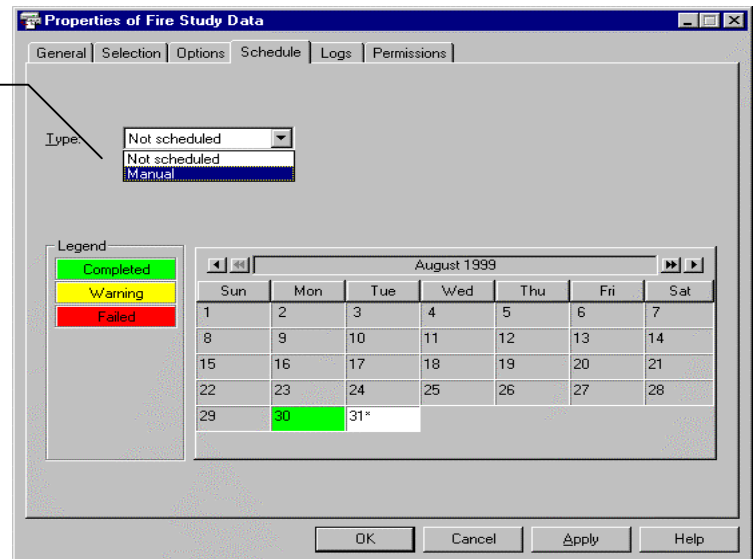 Properties of Fire Study Data
General Selection Options Schedule Logs Permissions
Type: Not scheduled
Not scheduled
Manual
Legend
Completed
Warning
Failed
August 1999
Sun Mon Tue Wed Thu Fri Sat
1 2 3 4 5 6 7
8 9 10 11 12 13 14
15 16 17 18 19 20 21
22 23 24 25 26 27 28
29 30 31*
OK Cancel Apply Help